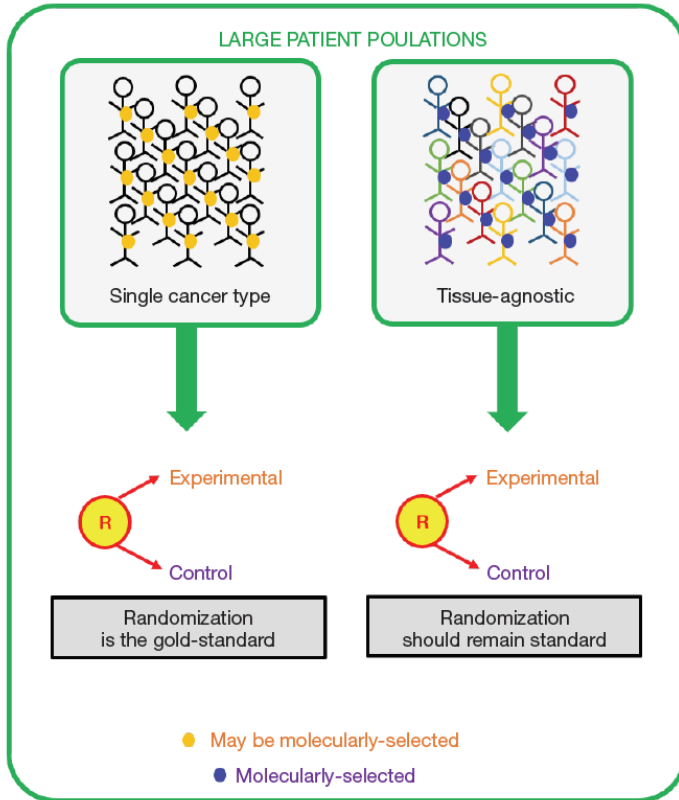 LARGE PATIENT POULATIONS
Single cancer type
Tissue-agnostic
R
Experimental
Control
R
Experimental
Control
Randomization
is the gold-standard
Randomization
should remain standard
May be molecularly-selected
Molecularly-selected